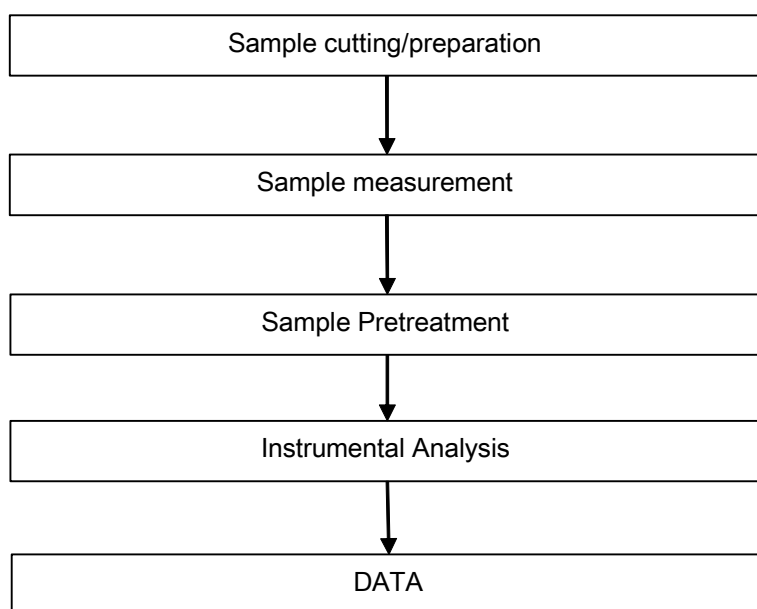 Sample cutting/preparation
Sample measurement
Sample Pretreatment
Instrumental Analysis
DATA